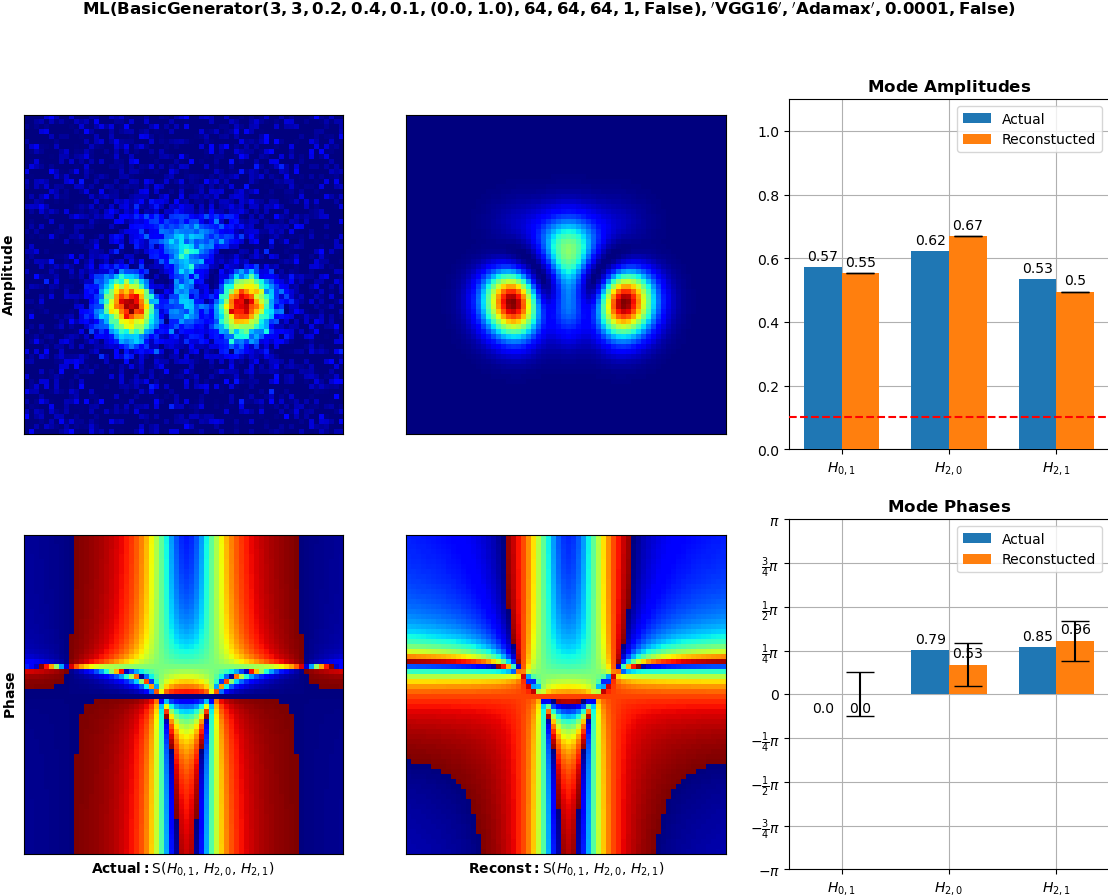 ML(BasicGenerator(3, 3, 0.2, 0.4, 0.1, (0.0, 1.0), 64, 64, 64, 1, False), ′VGG16′, ′Adamax′, 0.0001, False)
Amplitude
Mode Amplitudes
Actual
Reconstucted
1.0
0.8
0.6
0.4
0.2
0.0
0.57 0.55 0.62 0.67 0.53 0.5
H0, 1 H2, 0 H2, 1
Phase
Actual: S(H0, 1, H2, 0, H2, 1)
Reconst: S(H0, 1, H2, 0, H2, 1)
Mode Phases
Actual
Reconstucted
π
3/4π
1/2π
1/4π
0
−1/4π
−1/2π
−3/4π
−π
0.0 0.0 0.79 0.53 0.85 0.96
H0, 1 H2, 0 H2, 1